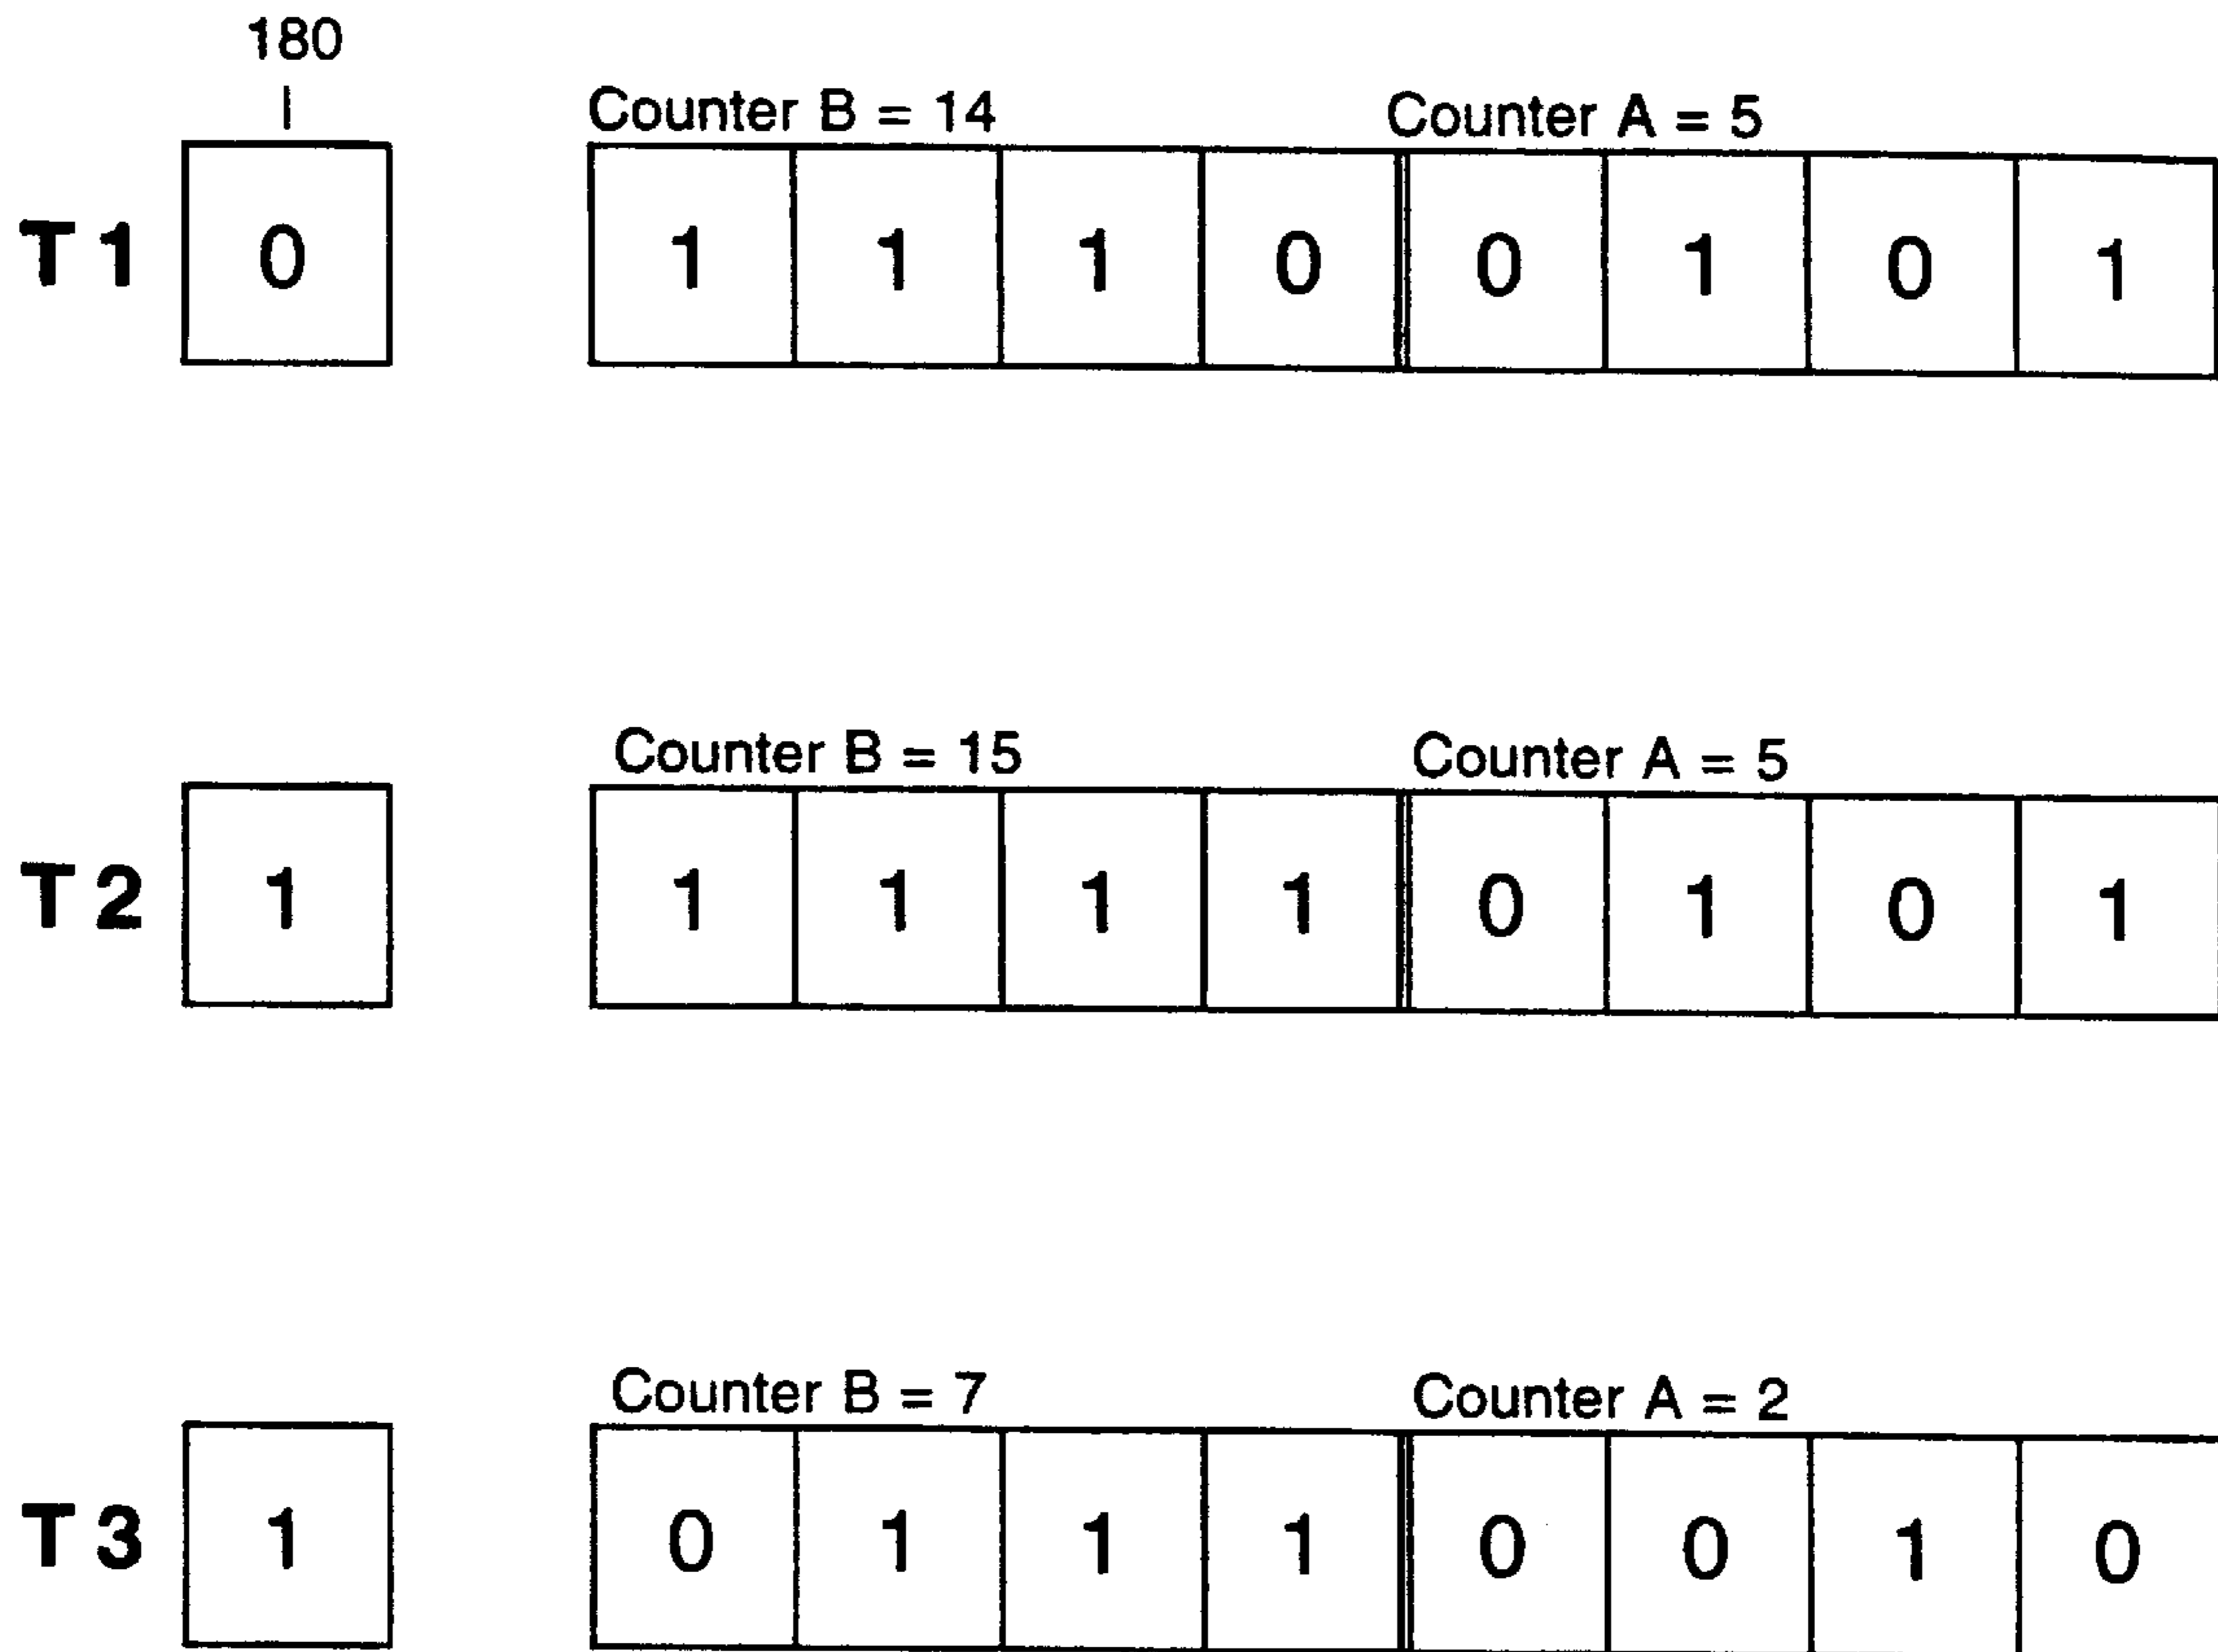 180
Counter B = 14 Counter A = 5
T 1 0 1 1 1 0 0 1 0 1
Counter B = 15 Counter A = 5
T 2 1 1 1 1 1 0 1 0 1
Counter B = 7 Counter A = 2
T 3 1 0 1 1 1 0 0 1 0